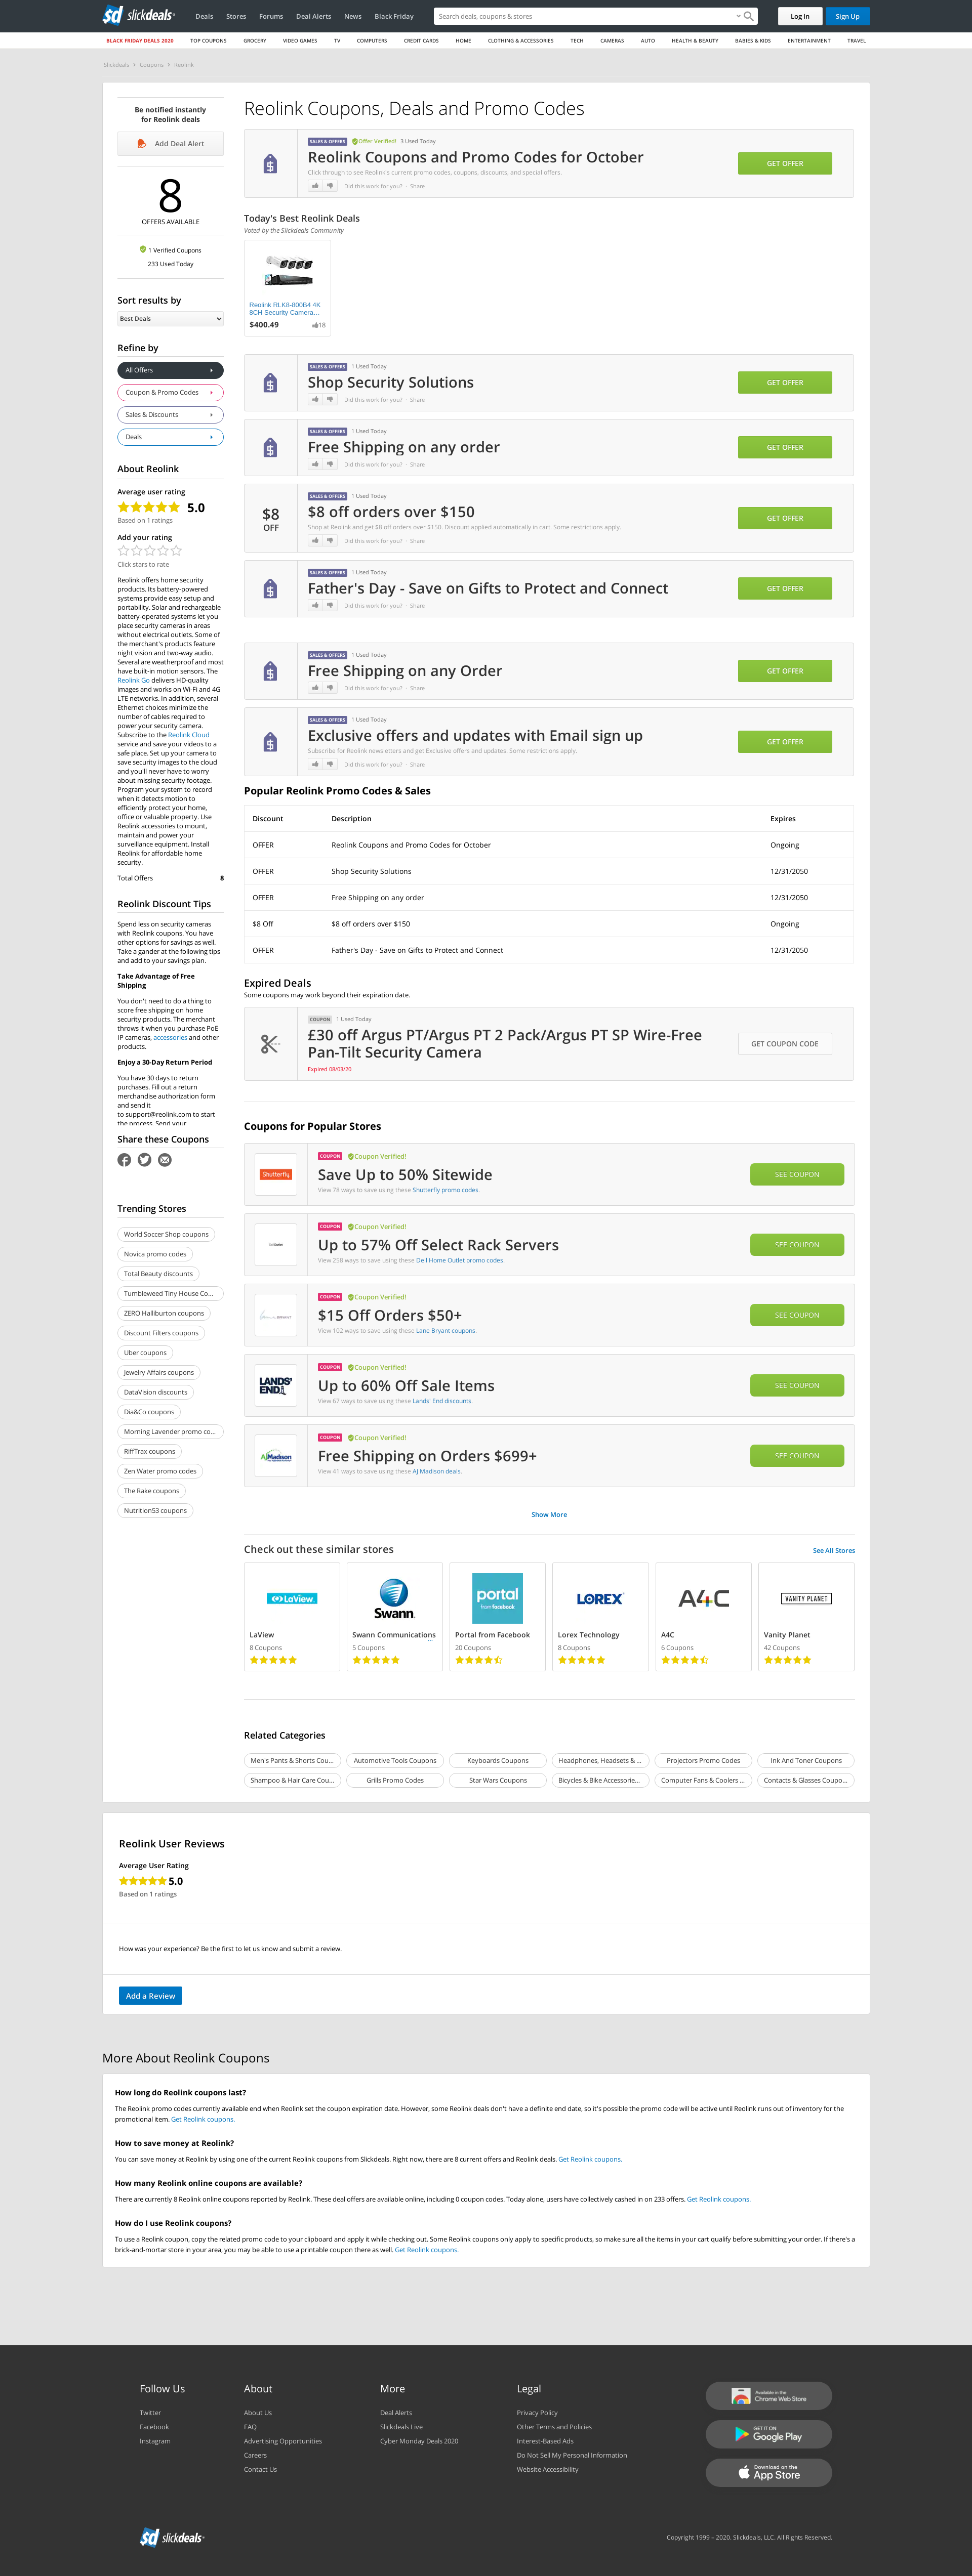 slickdeals
Deals
Stores
Forums
Deal Alerts
News
Black Friday
Search deals, coupons & stores
Log In
Sign Up
BLACK FRIDAY DEALS 2020
TOP COUPONS
GROCERY
VIDEO GAMES
TV
COMPUTERS
CREDIT CARDS
HOME
CLOTHING & ACCESSORIES
TECH
CAMERAS
AUTO
HEALTH & BEAUTY
BABIES & KIDS
ENTERTAINMENT
TRAVEL
Slickdeals > Coupons > Reolink
Be notified instantly
for Reolink deals
Add Deal Alert
8
OFFERS AVAILABLE
1 Verified Coupons
233 Used Today
Sort results by
Best Deals
Refine by
All Offers
Coupon & Promo Codes
Sales & Discounts
Deals
About Reolink
Average user rating
5.0
Based on 1 ratings
Add your rating
Click stars to rate
Reolink offers home security
products. Its battery-powered
systems provide easy setup and
portability. Solar and rechargeable
battery-operated systems let you
place security cameras in areas
without electrical outlets. Some of
the merchant's products feature
night vision and two-way audio.
Several are weatherproof and most
have built-in motion sensors. The
Reolink Go delivers HD-quality
images and works on Wi-Fi and 4G
LTE networks. In addition, several
Ethernet choices minimize the
number of cables required to
power your security camera.
Subscribe to the Reolink Cloud
service and save your videos to a
safe place. Set up your camera to
save security images to the cloud
and you'll never have to worry
about missing security footage.
Program your system to record
when it detects motion to
efficiently protect your home,
office or valuable property. Use
Reolink accessories to mount,
maintain and power your
surveillance equipment. Install
Reolink for affordable home
security.
Total Offers 8
Reolink Discount Tips
Spend less on security cameras
with Reolink coupons. You have
other options for savings as well.
Take a gander at the following tips
and add to your savings plan.
Take Advantage of Free
Shipping
You don't need to do a thing to
score free shipping on home
security products. The merchant
throws it when you purchase PoE
IP cameras, accessories and other
products.
Enjoy a 30-Day Return Period
You have 30 days to return
purchases. Fill out a return
merchandise authorization form
and send it
to support@reolink.com to start
the process. Send your
Share these Coupons
Trending Stores
World Soccer Shop coupons
Novica promo codes
Total Beauty discounts
Tumbleweed Tiny House Co...
ZERO Halliburton coupons
Discount Filters coupons
Uber coupons
Jewelry Affairs coupons
DataVision discounts
Dia&Co coupons
Morning Lavender promo co...
RiffTrax coupons
Zen Water promo codes
The Rake coupons
Nutrition53 coupons
Reolink Coupons, Deals and Promo Codes
SALES & OFFERS Offer Verified! 3 Used Today
Reolink Coupons and Promo Codes for October
Click through to see Reolink's current promo codes, coupons, discounts, and special offers.
Did this work for you? · Share
GET OFFER
Today's Best Reolink Deals
Voted by the Slickdeals Community
Reolink RLK8-800B4 4K
8CH Security Camera...
$400.49 18
SALES & OFFERS 1 Used Today
Shop Security Solutions
Did this work for you? · Share
GET OFFER
SALES & OFFERS 1 Used Today
Free Shipping on any order
Did this work for you? · Share
GET OFFER
$8
OFF
SALES & OFFERS 1 Used Today
$8 off orders over $150
Shop at Reolink and get $8 off orders over $150. Discount applied automatically in cart. Some restrictions apply.
Did this work for you? · Share
GET OFFER
SALES & OFFERS 1 Used Today
Father's Day - Save on Gifts to Protect and Connect
Did this work for you? · Share
GET OFFER
SALES & OFFERS 1 Used Today
Free Shipping on any Order
Did this work for you? · Share
GET OFFER
SALES & OFFERS 1 Used Today
Exclusive offers and updates with Email sign up
Subscribe for Reolink newsletters and get Exclusive offers and updates. Some restrictions apply.
Did this work for you? · Share
GET OFFER
Popular Reolink Promo Codes & Sales
Discount Description Expires
OFFER Reolink Coupons and Promo Codes for October Ongoing
OFFER Shop Security Solutions 12/31/2050
OFFER Free Shipping on any order 12/31/2050
$8 Off $8 off orders over $150 Ongoing
OFFER Father's Day - Save on Gifts to Protect and Connect 12/31/2050
Expired Deals
Some coupons may work beyond their expiration date.
COUPON 1 Used Today
£30 off Argus PT/Argus PT 2 Pack/Argus PT SP Wire-Free
Pan-Tilt Security Camera
Expired 08/03/20
GET COUPON CODE
Coupons for Popular Stores
Shutterfly
COUPON Coupon Verified!
Save Up to 50% Sitewide
View 78 ways to save using these Shutterfly promo codes.
SEE COUPON
COUPON Coupon Verified!
Up to 57% Off Select Rack Servers
View 258 ways to save using these Dell Home Outlet promo codes.
SEE COUPON
COUPON Coupon Verified!
$15 Off Orders $50+
View 102 ways to save using these Lane Bryant coupons.
SEE COUPON
LANDS' END
COUPON Coupon Verified!
Up to 60% Off Sale Items
View 67 ways to save using these Lands' End discounts.
SEE COUPON
AJMadison
COUPON Coupon Verified!
Free Shipping on Orders $699+
View 41 ways to save using these AJ Madison deals.
SEE COUPON
Show More
Check out these similar stores
See All Stores
LaView
Swann
portal
from facebook
LOREX
A4C
VANITY PLANET
LaView
8 Coupons
Swann Communications
...
5 Coupons
Portal from Facebook
20 Coupons
Lorex Technology
8 Coupons
A4C
6 Coupons
Vanity Planet
42 Coupons
Related Categories
Men's Pants & Shorts Cou...
Automotive Tools Coupons
Keyboards Coupons
Headphones, Headsets & ...
Projectors Promo Codes
Ink And Toner Coupons
Shampoo & Hair Care Cou...
Grills Promo Codes
Star Wars Coupons
Bicycles & Bike Accessorie...
Computer Fans & Coolers ...
Contacts & Glasses Coupo...
Reolink User Reviews
Average User Rating
5.0
Based on 1 ratings
How was your experience? Be the first to let us know and submit a review.
Add a Review
More About Reolink Coupons
How long do Reolink coupons last?
The Reolink promo codes currently available end when Reolink set the coupon expiration date. However, some Reolink deals don't have a definite end date, so it's possible the promo code will be active until Reolink runs out of inventory for the
promotional item. Get Reolink coupons.
How to save money at Reolink?
You can save money at Reolink by using one of the current Reolink coupons from Slickdeals. Right now, there are 8 current offers and Reolink deals. Get Reolink coupons.
How many Reolink online coupons are available?
There are currently 8 Reolink online coupons reported by Reolink. These deal offers are available online, including 0 coupon codes. Today alone, users have collectively cashed in on 233 offers. Get Reolink coupons.
How do I use Reolink coupons?
To use a Reolink coupon, copy the related promo code to your clipboard and apply it while checking out. Some Reolink coupons only apply to specific products, so make sure all the items in your cart qualify before submitting your order. If there's a
brick-and-mortar store in your area, you may be able to use a printable coupon there as well. Get Reolink coupons.
Follow Us
Twitter
Facebook
Instagram
About
About Us
FAQ
Advertising Opportunities
Careers
Contact Us
More
Deal Alerts
Slickdeals Live
Cyber Monday Deals 2020
Legal
Privacy Policy
Other Terms and Policies
Interest-Based Ads
Do Not Sell My Personal Information
Website Accessibility
Available in the
Chrome Web Store
GET IT ON
Google Play
Download on the
App Store
slickdeals
Copyright 1999 – 2020. Slickdeals, LLC. All Rights Reserved.